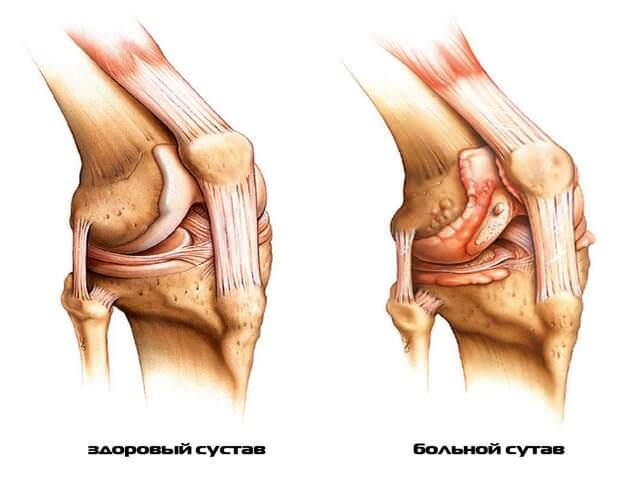 здоровый сустав
больной сутав